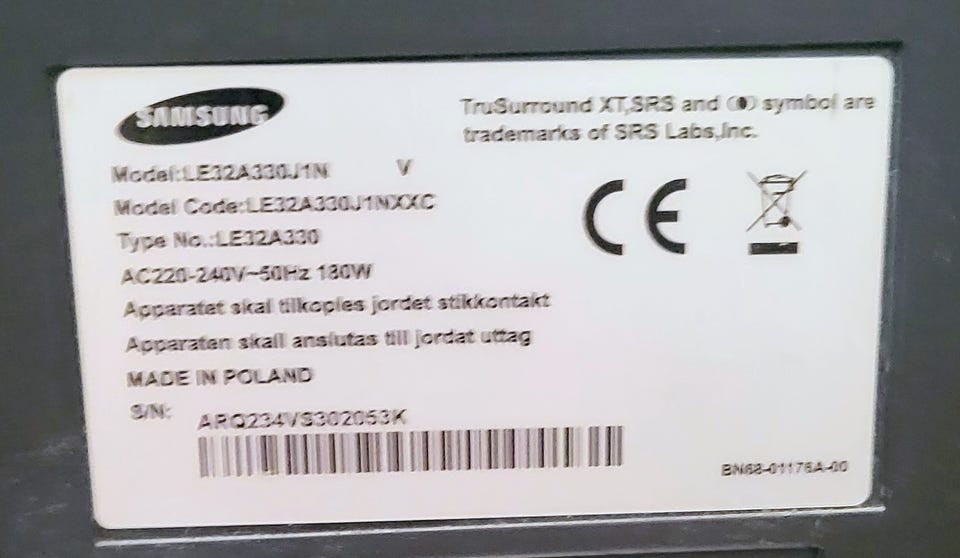 SAMSUNG
TruSurround XT,SRS and (●) symbol are
trademarks of SRS Labs,Inc.
Model:LE32A330J1N V
Model Code:LE32A330J1NXXC
Type No.:LE32A330
AC220-240V~50Hz 180W
Apparatet skal tilkoples jordet stikkontakt
Apparaten skall anslutas till jordat uttag
MADE IN POLAND
S/N: ARQ234VS302053K
BN68-01176A-00